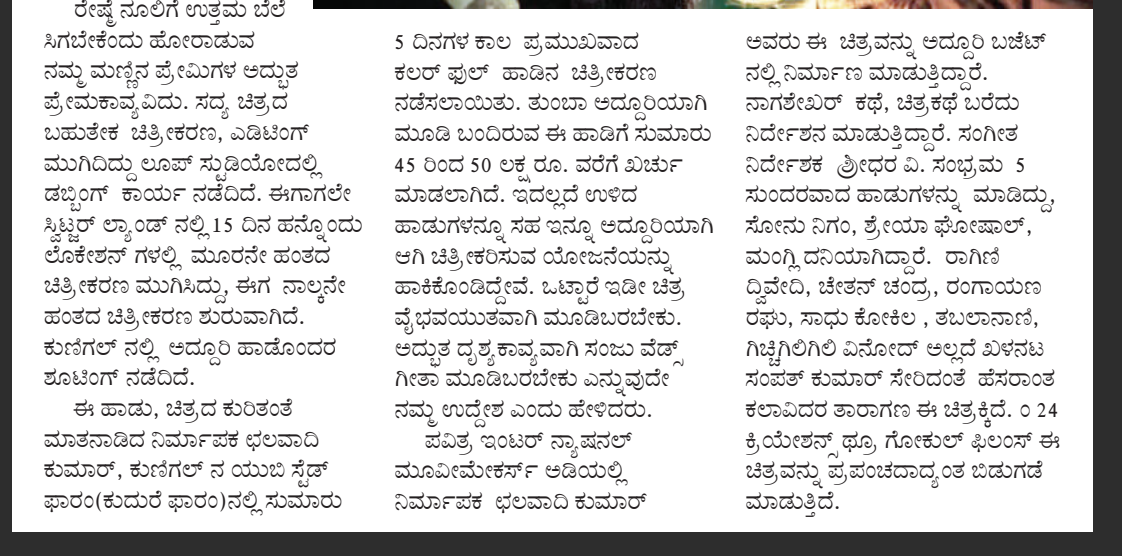 ರೇಷ್ಮೆ ನೂಲಿಗೆ ಉತ್ತಮ ಬೆಲೆ
ಸಿಗಬೇಕೆಂದು ಹೋರಾಡುವ
ನಮ್ಮ ಮಣ್ಣಿನ ಪ್ರೇಮಿಗಳ ಅದ್ಭುತ
ಪ್ರೇಮಕಾವ್ಯವಿದು. ಸದ್ಯ ಚಿತ್ರದ
ಬಹುತೇಕ ಚಿತ್ರೀಕರಣ, ಎಡಿಟಿಂಗ್
ಮುಗಿದಿದ್ದು ಲೂಪ್ ಸ್ಟುಡಿಯೋದಲ್ಲಿ
ಡಬ್ಬಿಂಗ್ ಕಾರ್ಯ ನಡೆದಿದೆ. ಈಗಾಗಲೇ
ಸ್ವಿಟ್ಜರ್ ಲ್ಯಾಂಡ್ ನಲ್ಲಿ 15 ದಿನ ಹನ್ನೊಂದು
ಲೊಕೇಶನ್ ಗಳಲ್ಲಿ ಮೂರನೇ ಹಂತದ
ಚಿತ್ರೀಕರಣ ಮುಗಿಸಿದ್ದು, ಈಗ ನಾಲ್ಕನೇ
ಹಂತದ ಚಿತ್ರೀಕರಣ ಶುರುವಾಗಿದೆ.
ಕುಣಿಗಲ್ ನಲ್ಲಿ ಅದ್ದೂರಿ ಹಾಡೊಂದರ
ಶೂಟಿಂಗ್ ನಡೆದಿದೆ.
ಈ ಹಾಡು, ಚಿತ್ರದ ಕುರಿತಂತೆ
ಮಾತನಾಡಿದ ನಿರ್ಮಾಪಕ ಛಲವಾದಿ
ಕುಮಾರ್, ಕುಣಿಗಲ್ ನ ಯುಬಿ ಸ್ಟೆಡ್
ಫಾರಂ(ಕುದುರೆ ಫಾರಂ)ನಲ್ಲಿ ಸುಮಾರು
5 ದಿನಗಳ ಕಾಲ ಪ್ರಮುಖವಾದ
ಕಲರ್ ಫುಲ್ ಹಾಡಿನ ಚಿತ್ರೀಕರಣ
ನಡೆಸಲಾಯಿತು. ತುಂಬಾ ಅದ್ದೂರಿಯಾಗಿ
ಮೂಡಿ ಬಂದಿರುವ ಈ ಹಾಡಿಗೆ ಸುಮಾರು
45 ರಿಂದ 50 ಲಕ್ಷ ರೂ. ವರೆಗೆ ಖರ್ಚು
ಮಾಡಲಾಗಿದೆ. ಇದಲ್ಲದೆ ಉಳಿದ
ಹಾಡುಗಳನ್ನೂ ಸಹ ಇನ್ನೂ ಅದ್ದೂರಿಯಾಗಿ
ಆಗಿ ಚಿತ್ರೀಕರಿಸುವ ಯೋಜನೆಯನ್ನು
ಹಾಕಿಕೊಂಡಿದ್ದೇವೆ. ಒಟ್ಟಾರೆ ಇಡೀ ಚಿತ್ರ
ವೈಭವಯುತವಾಗಿ ಮೂಡಿಬರಬೇಕು.
ಅದ್ಭುತ ದೃಶ್ಯಕಾವ್ಯವಾಗಿ ಸಂಜು ವೆಡ್ಸ್
ಗೀತಾ ಮೂಡಿಬರಬೇಕು ಎನ್ನುವುದೇ
ನಮ್ಮ ಉದ್ದೇಶ ಎಂದು ಹೇಳಿದರು.
ಪವಿತ್ರ ಇಂಟರ್ ನ್ಯಾಷನಲ್
ಮೂವೀಮೇಕರ್ಸ್ ಅಡಿಯಲ್ಲಿ
ನಿರ್ಮಾಪಕ ಛಲವಾದಿ ಕುಮಾರ್
ಅವರು ಈ ಚಿತ್ರವನ್ನು ಅದ್ದೂರಿ ಬಜೆಟ್
ನಲ್ಲಿ ನಿರ್ಮಾಣ ಮಾಡುತ್ತಿದ್ದಾರೆ.
ನಾಗಶೇಖರ್ ಕಥೆ, ಚಿತ್ರಕಥೆ ಬರೆದು
ನಿರ್ದೇಶನ ಮಾಡುತ್ತಿದ್ದಾರೆ. ಸಂಗೀತ
ನಿರ್ದೇಶಕ ಶ್ರೀಧರ ವಿ. ಸಂಭ್ರಮ 5
ಸುಂದರವಾದ ಹಾಡುಗಳನ್ನು ಮಾಡಿದ್ದು,
ಸೋನು ನಿಗಂ, ಶ್ರೇಯಾ ಘೋಷಾಲ್,
ಮಂಗ್ಲಿ ದನಿಯಾಗಿದ್ದಾರೆ. ರಾಗಿಣಿ
ದ್ವಿವೇದಿ, ಚೇತನ್ ಚಂದ್ರ, ರಂಗಾಯಣ
ರಘು, ಸಾಧು ಕೋಕಿಲ , ತಬಲಾನಾಣಿ,
ಗಿಚ್ಚಿಗಿಲಿಗಿಲಿ ವಿನೋದ್ ಅಲ್ಲದೆ ಖಳನಟ
ಸಂಪತ್ ಕುಮಾರ್ ಸೇರಿದಂತೆ ಹೆಸರಾಂತ
ಕಲಾವಿದರ ತಾರಾಗಣ ಈ ಚಿತ್ರಕ್ಕಿದೆ. ೦ 24
ಕ್ರಿಯೇಶನ್ಸ್ ಥ್ರೂ ಗೋಕುಲ್ ಫಿಲಂಸ್ ಈ
ಚಿತ್ರವನ್ನು ಪ್ರಪಂಚದಾದ್ಯಂತ ಬಿಡುಗಡೆ
ಮಾಡುತ್ತಿದೆ.